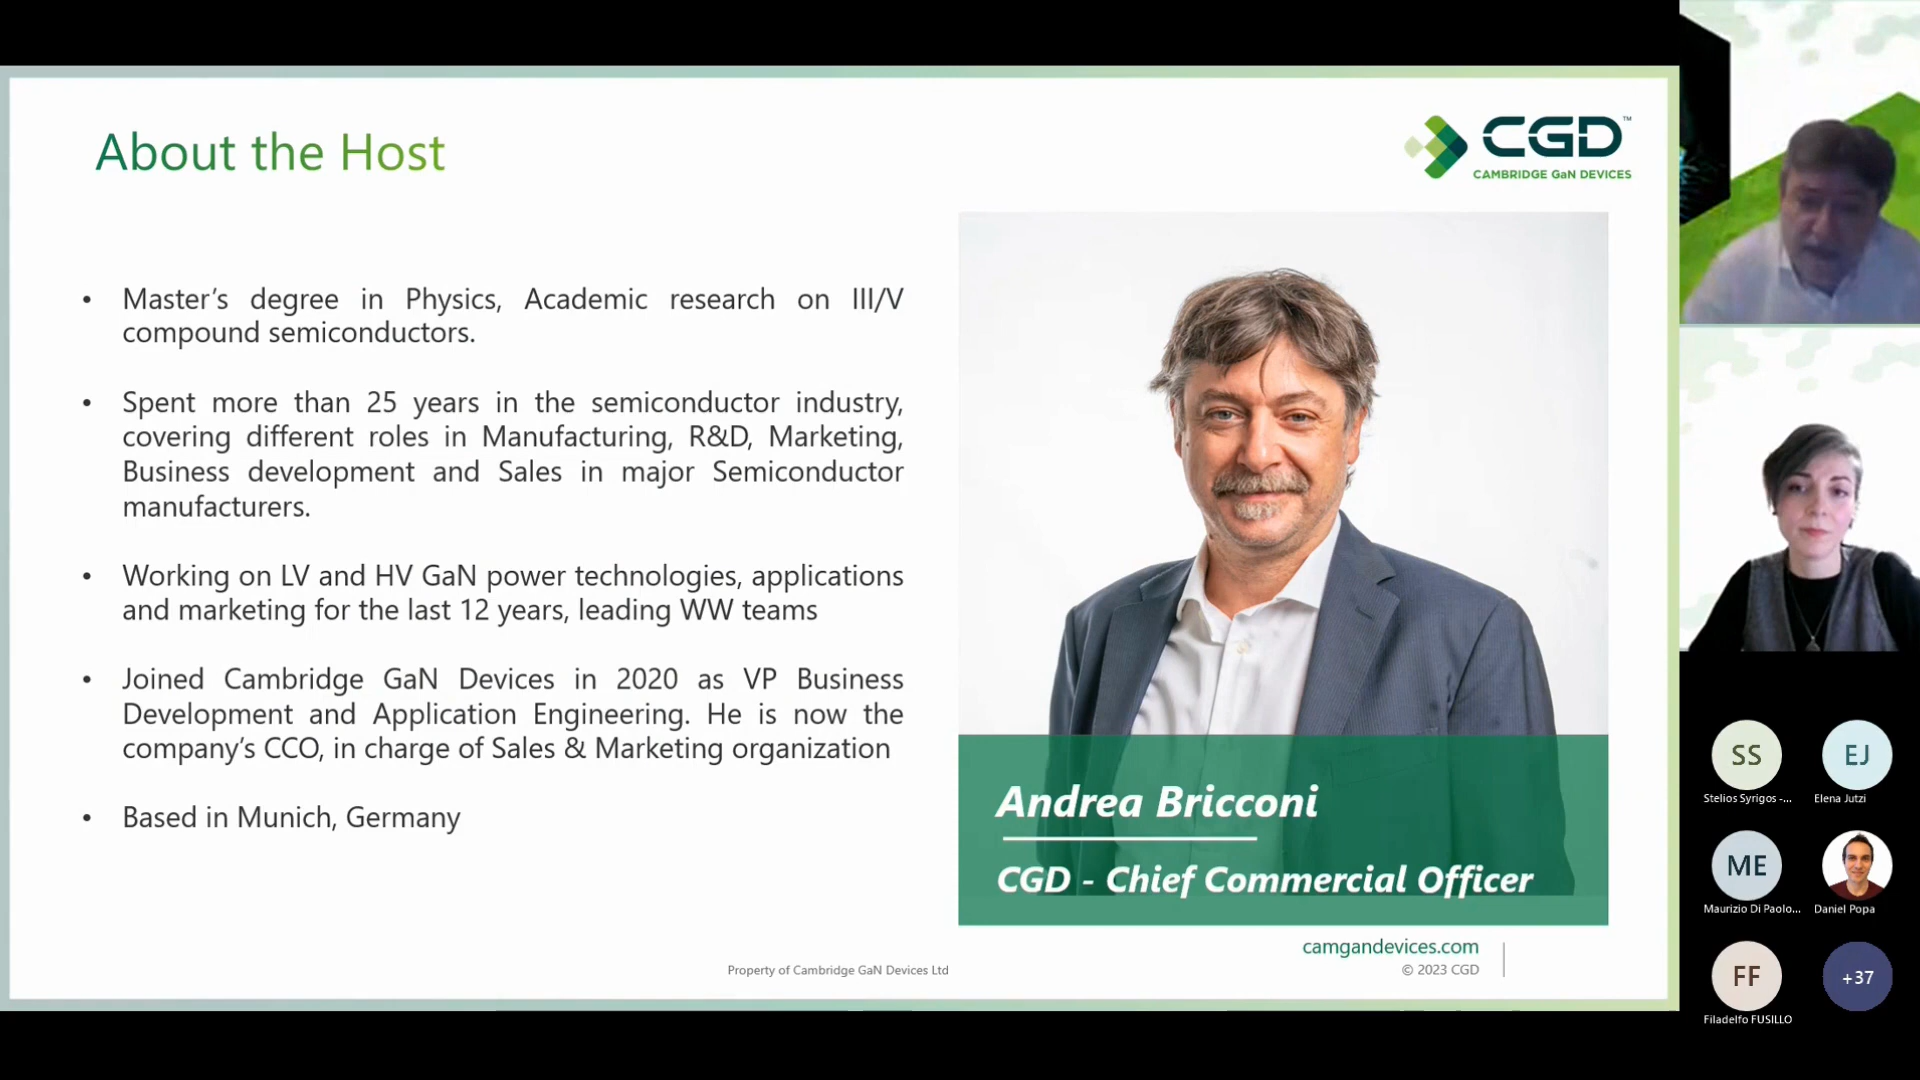 About the Host
CGD™
CAMBRIDGE GaN DEVICES
• Master’s degree in Physics, Academic research on III/V
compound semiconductors.
• Spent more than 25 years in the semiconductor industry,
covering different roles in Manufacturing, R&D, Marketing,
Business development and Sales in major Semiconductor
manufacturers.
• Working on LV and HV GaN power technologies, applications
and marketing for the last 12 years, leading WW teams
• Joined Cambridge GaN Devices in 2020 as VP Business
Development and Application Engineering. He is now the
company’s CCO, in charge of Sales & Marketing organization
• Based in Munich, Germany
Andrea Bricconi
CGD - Chief Commercial Officer
camgandevices.com
Property of Cambridge GaN Devices Ltd
© 2023 CGD
SS
EJ
Stelios Syrigos -...
Elena Jutzi
ME
Maurizio Di Paolo...
Daniel Popa
FF
+37
Filadelfo FUSILLO